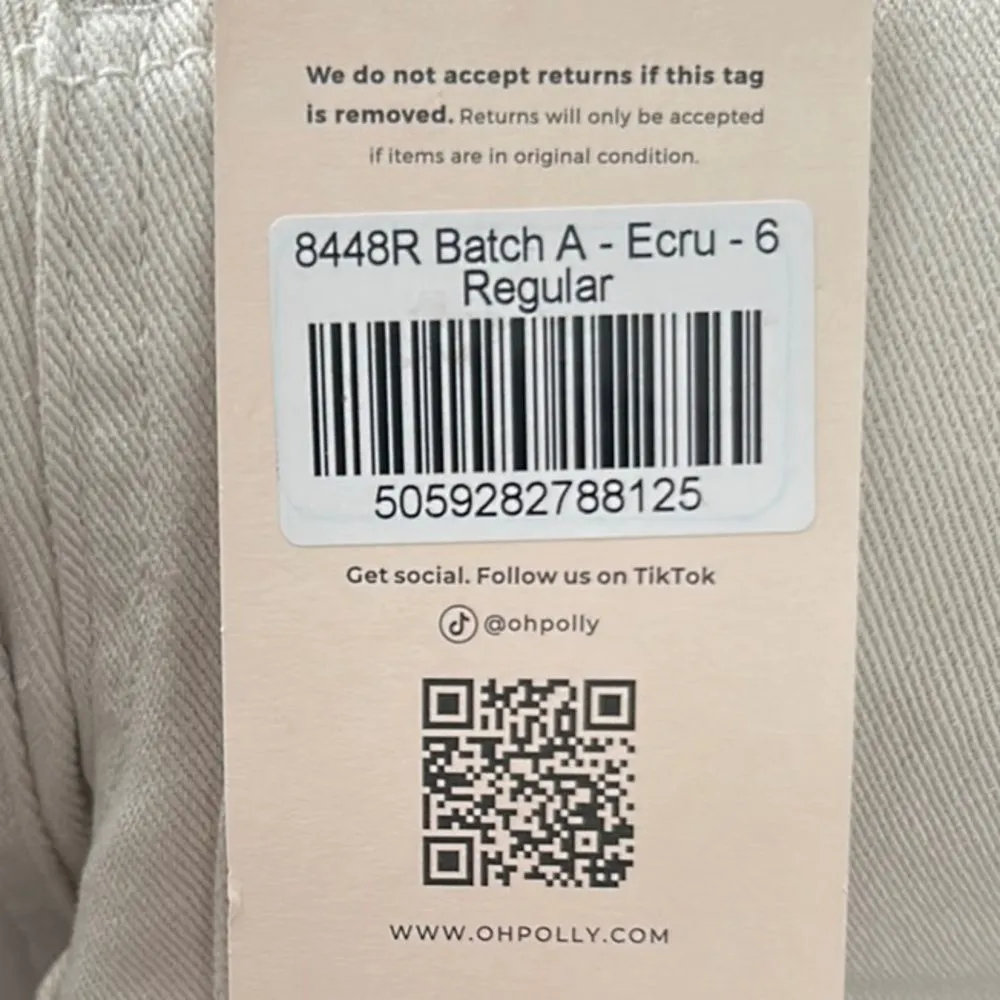 We do not accept returns if this tag
is removed. Returns will only be accepted
if items are in original condition.
8448R Batch A - Ecru - 6
Regular
5059282788125
Get social. Follow us on TikTok
@ohpolly
WWW.OHPOLLY.COM